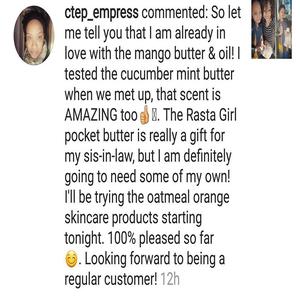 ctep_empress commented: So let
me tell you that I am already in
love with the mango butter & oil! I
tested the cucumber mint butter
when we met up, that scent is
AMAZING too👍. The Rasta Girl
pocket butter is really a gift for
my sis-in-law, but I am definitely
going to need some of my own!
I'll be trying the oatmeal orange
skincare products starting
tonight. 100% pleased so far
😊. Looking forward to being a
regular customer! 12h